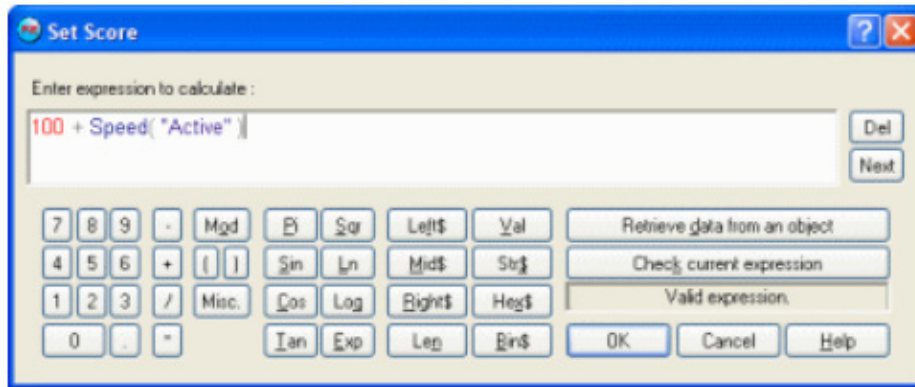 Set Score
Enter expression to calculate :
100 + Speed( "Active" )
Del
Next
7 8 9 - Mod Pi Sqr Left$ Val Retrieve data from an object
4 5 6 + ( ) Sin Ln Mid$ Str$ Check current expression
1 2 3 / Misc. Cos Log Right$ Hex$ Valid expression.
0 . * Tan Exp Len Bin$ OK Cancel Help